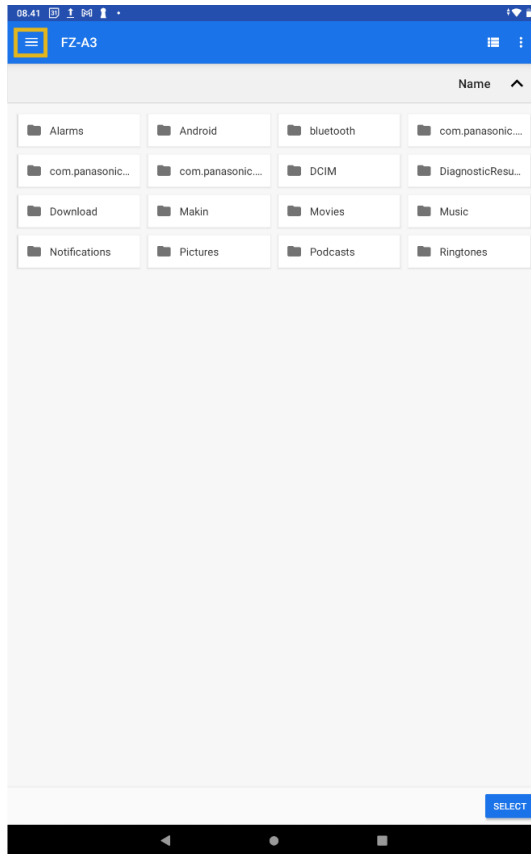 08.41 31
FZ-A3
Name
Alarms Android bluetooth com.panasonic....
com.panasonic... com.panasonic.... DCIM DiagnosticResu...
Download Makin Movies Music
Notifications Pictures Podcasts Ringtones
SELECT